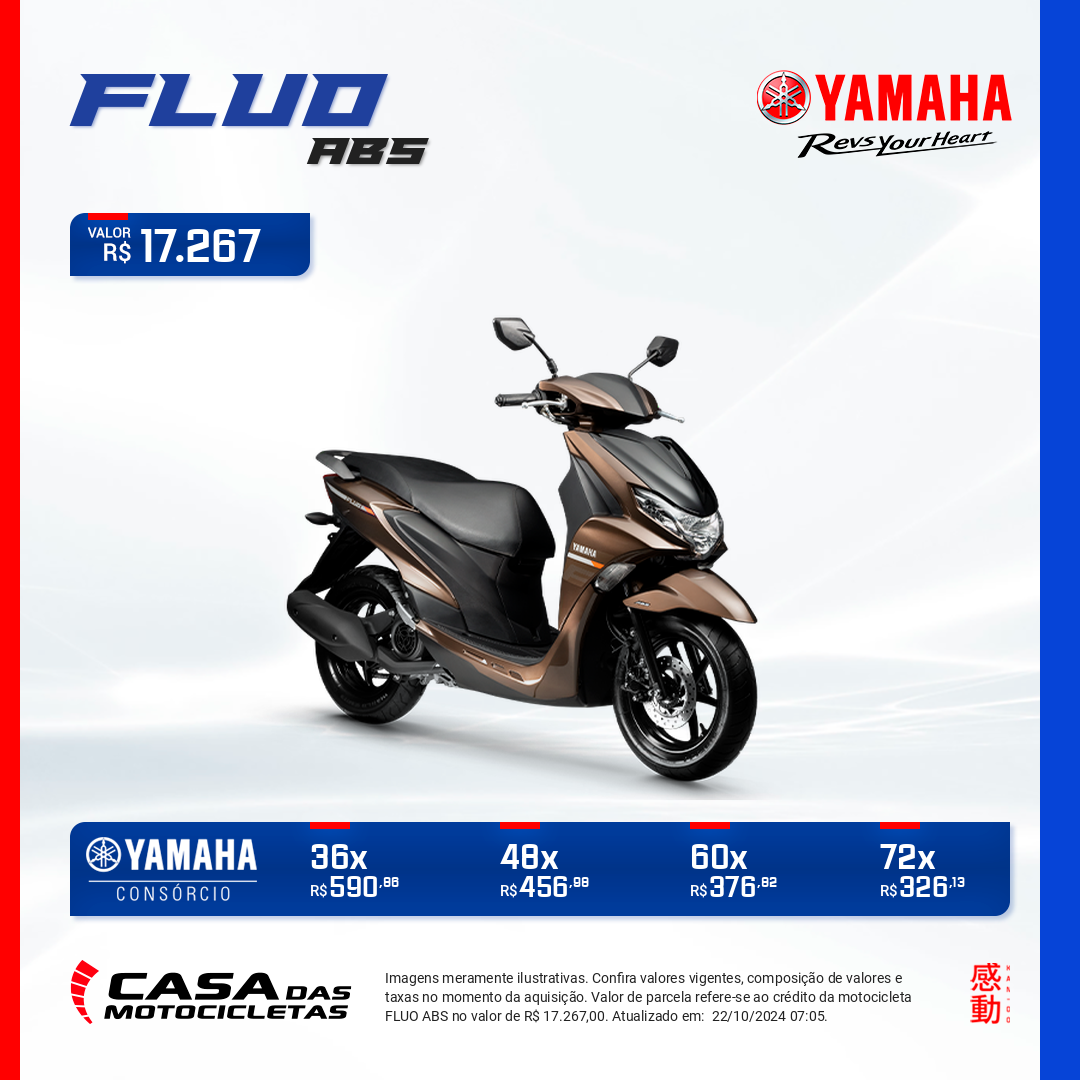 FLUO
ABS
YAMAHA
Revs Your Heart
VALOR
R$ 17.267
FLUO
YAMAHA
YAMAHA
CONSÓRCIO
36x
R$ 590,86
48x
R$ 456,98
60x
R$ 376,82
72x
R$ 326,13
CASA DAS
MOTOCICLETAS
Imagens meramente ilustrativas. Confira valores vigentes, composição de valores e
taxas no momento da aquisição. Valor de parcela refere-se ao crédito da motocicleta
FLUO ABS no valor de R$ 17.267,00. Atualizado em: 22/10/2024 07:05.
感動